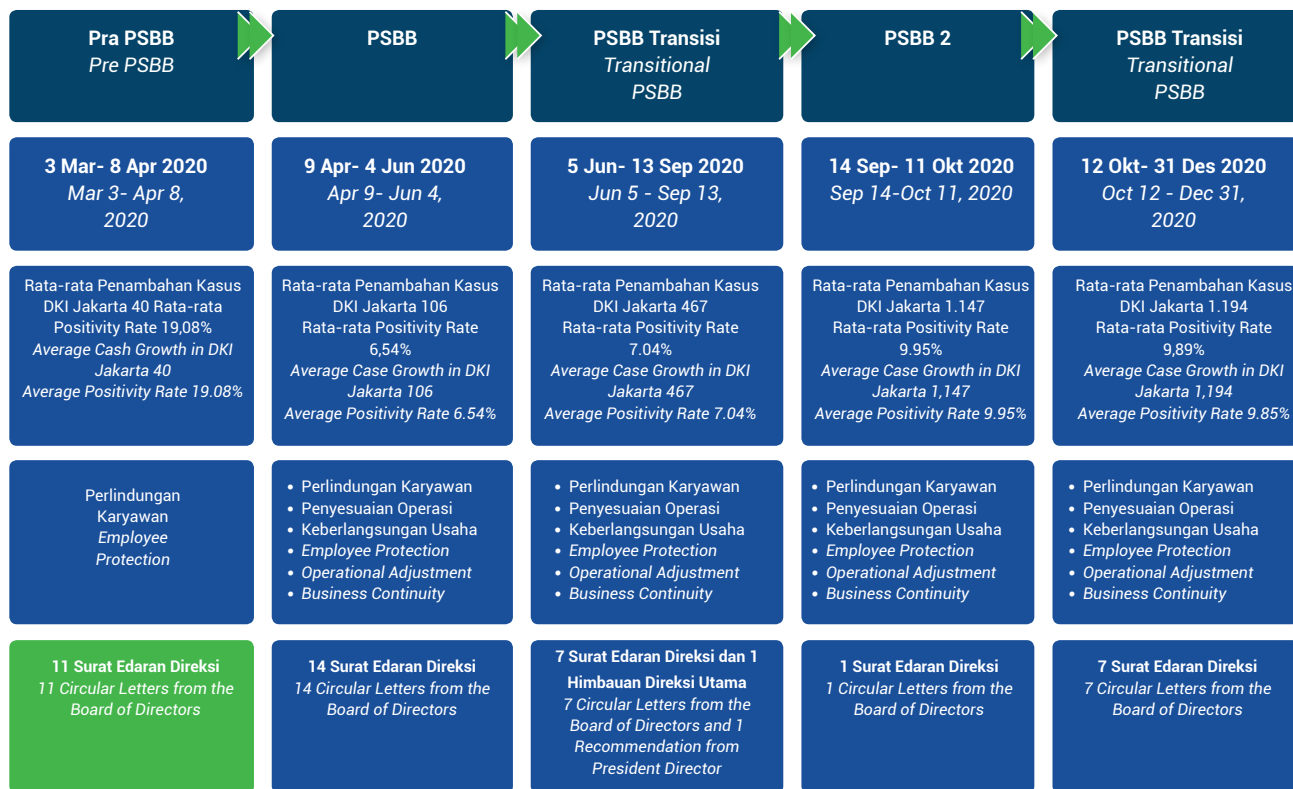 Pra PSBB
Pre PSBB
PSBB
PSBB Transisi
Transitional
PSBB
PSBB 2
PSBB Transisi
Transitional
PSBB
3 Mar- 8 Apr 2020
Mar 3- Apr 8,
2020
9 Apr- 4 Jun 2020
Apr 9- Jun 4,
2020
5 Jun- 13 Sep 2020
Jun 5 - Sep 13,
2020
14 Sep- 11 Okt 2020
Sep 14-Oct 11, 2020
12 Okt- 31 Des 2020
Oct 12 - Dec 31,
2020
Rata-rata Penambahan Kasus
DKI Jakarta 40 Rata-rata
Positivity Rate 19,08%
Average Cash Growth in DKI
Jakarta 40
Average Positivity Rate 19.08%
Rata-rata Penambahan Kasus
DKI Jakarta 106
Rata-rata Positivity Rate
6,54%
Average Case Growth in DKI
Jakarta 106
Average Positivity Rate 6.54%
Rata-rata Penambahan Kasus
DKI Jakarta 467
Rata-rata Positivity Rate
7.04%
Average Case Growth in DKI
Jakarta 467
Average Positivity Rate 7.04%
Rata-rata Penambahan Kasus
DKI Jakarta 1.147
Rata-rata Positivity Rate
9.95%
Average Case Growth in DKI
Jakarta 1,147
Average Positivity Rate 9.95%
Rata-rata Penambahan Kasus
DKI Jakarta 1.194
Rata-rata Positivity Rate
9,89%
Average Case Growth in DKI
Jakarta 1,194
Average Positivity Rate 9.85%
Perlindungan
Karyawan
Employee
Protection
• Perlindungan Karyawan
• Penyesuaian Operasi
• Keberlangsungan Usaha
• Employee Protection
• Operational Adjustment
• Business Continuity
• Perlindungan Karyawan
• Penyesuaian Operasi
• Keberlangsungan Usaha
• Employee Protection
• Operational Adjustment
• Business Continuity
• Perlindungan Karyawan
• Penyesuaian Operasi
• Keberlangsungan Usaha
• Employee Protection
• Operational Adjustment
• Business Continuity
• Perlindungan Karyawan
• Penyesuaian Operasi
• Keberlangsungan Usaha
• Employee Protection
• Operational Adjustment
• Business Continuity
11 Surat Edaran Direksi
11 Circular Letters from the
Board of Directors
14 Surat Edaran Direksi
14 Circular Letters from the
Board of Directors
7 Surat Edaran Direksi dan 1
Himbauan Direksi Utama
7 Circular Letters from the
Board of Directors and 1
Recommendation from
President Director
1 Surat Edaran Direksi
1 Circular Letters from the
Board of Directors
7 Surat Edaran Direksi
7 Circular Letters from the
Board of Directors